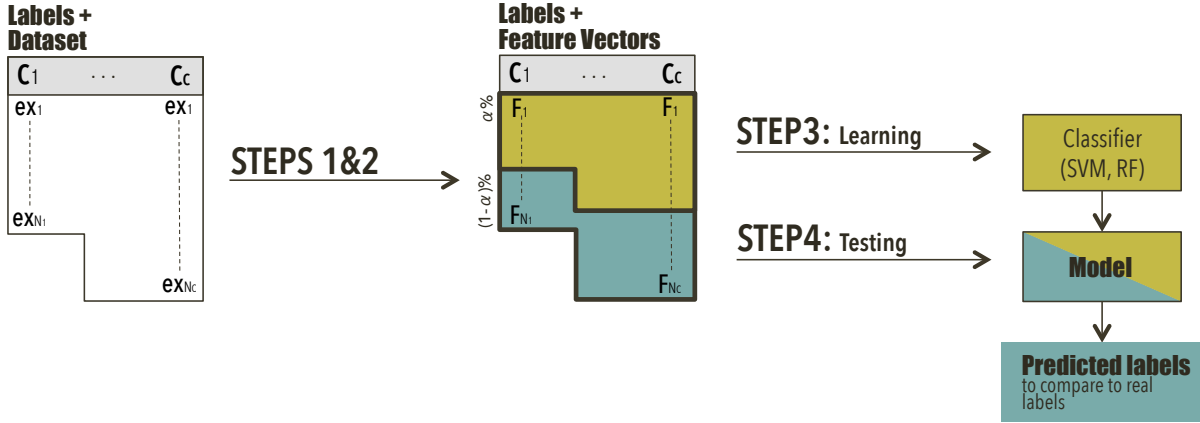 Labels +
Dataset
C1 ... Cc
ex1 ex1
exN1
exNc
STEPS 1&2
Labels +
Feature Vectors
C1 ... Cc
α%
F1 F1
(1-α)%
FN1
FNc
STEP3: Learning
STEP4: Testing
Classifier
(SVM, RF)
Model
Predicted labels
to compare to real
labels